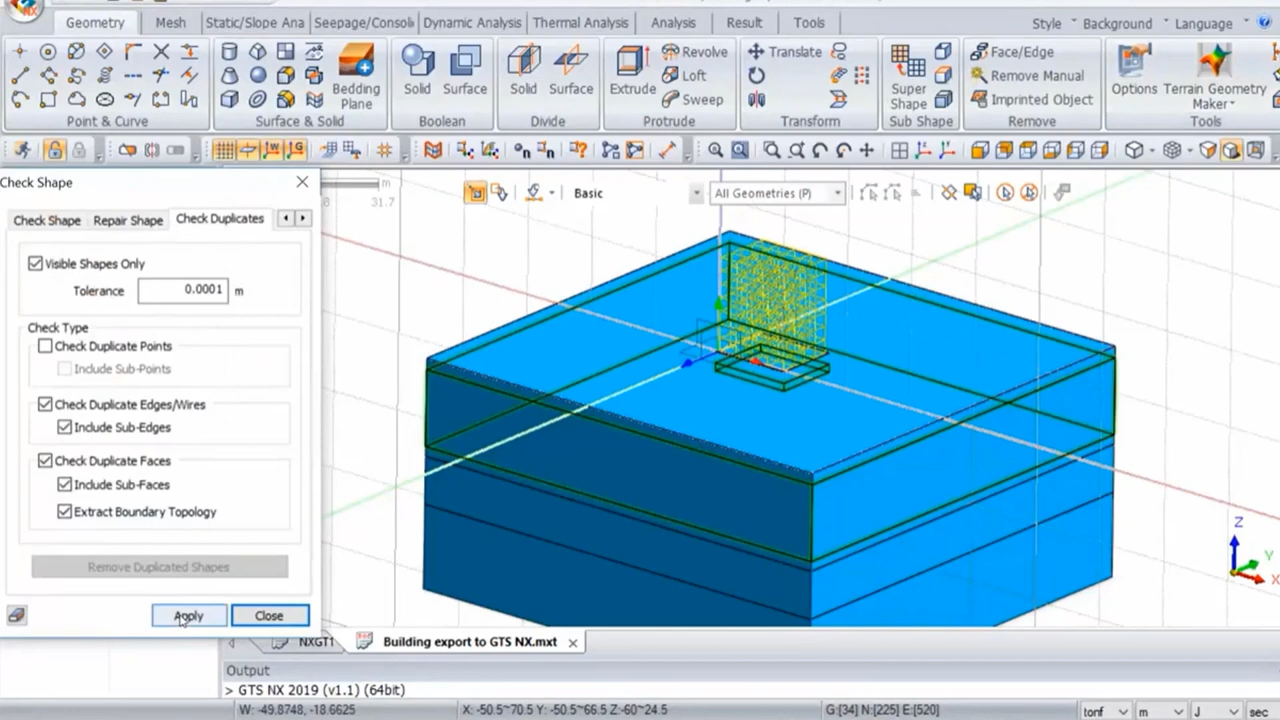 NX
Geometry Mesh Static/Slope Ana Seepage/Consoli Dynamic Analysis Thermal Analysis Analysis Result Tools Style Background Language
Bedding Plane
Solid Surface
Solid Surface
Extrude Revolve
Loft
Sweep
Translate
Super Shape
Face/Edge
Remove Manual
Imprinted Object
Options Terrain Geometry Maker
Point & Curve Surface & Solid Boolean Divide Protrude Transform Sub Shape Remove Tools
Check Shape
.8 31.7 m
Basic All Geometries (P)
Check Shape Repair Shape Check Duplicates
Visible Shapes Only
Tolerance 0.0001 m
Check Type
Check Duplicate Points
Include Sub-Points
Check Duplicate Edges/Wires
Include Sub-Edges
Check Duplicate Faces
Include Sub-Faces
Extract Boundary Topology
Remove Duplicated Shapes
Apply Close
Z
Y
X
NXGT1 Building export to GTS NX.mxt
Output
> GTS NX 2019 (v1.1) (64bit)
W: -49.8748, -18.6625 X: -50.5~70.5 Y: -50.5~66.5 Z:-60~24.5 G:[34] N:[225] E:[520] tonf m J sec